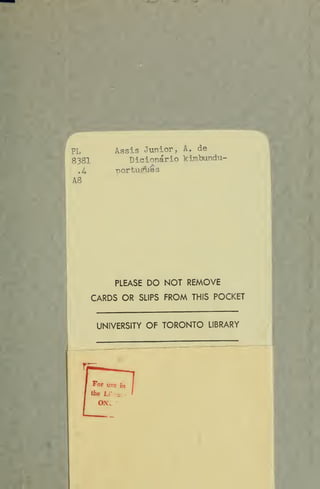 PL Assis Junior, A. de
8381 Dicionário kimbundu-
.4 português
A8
PLEASE DO NOT REMOVE
CARDS OR SLIPS FROM THIS POCKET
UNIVERSITY OF TORONTO LIBRARY
For use in
the
ON